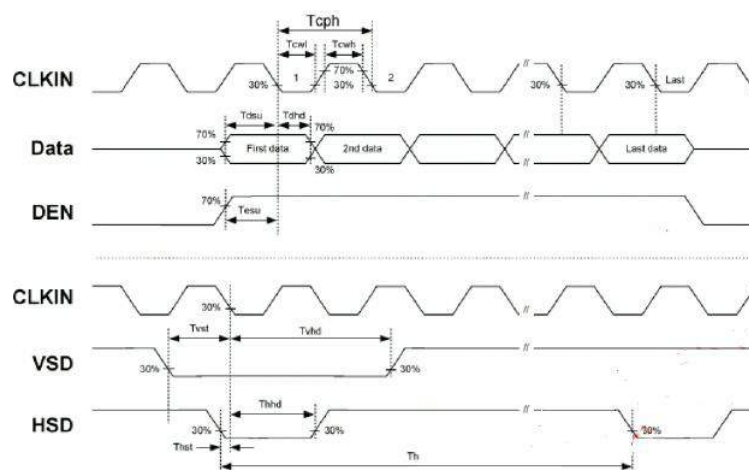 Tcph
Tcwl Tcwh
CLKIN 30% 1 70% 30% 2 // 30% 30% Last
Tdsu Tdhd
70% 70%
Data First data 2nd data // Last data
30% 30%
70% //
DEN Tesu
CLKIN 30% //
Tvst Tvhd
VSD 30% 30% //
Thhd
HSD 30% 30% // 30%
Thst
Th